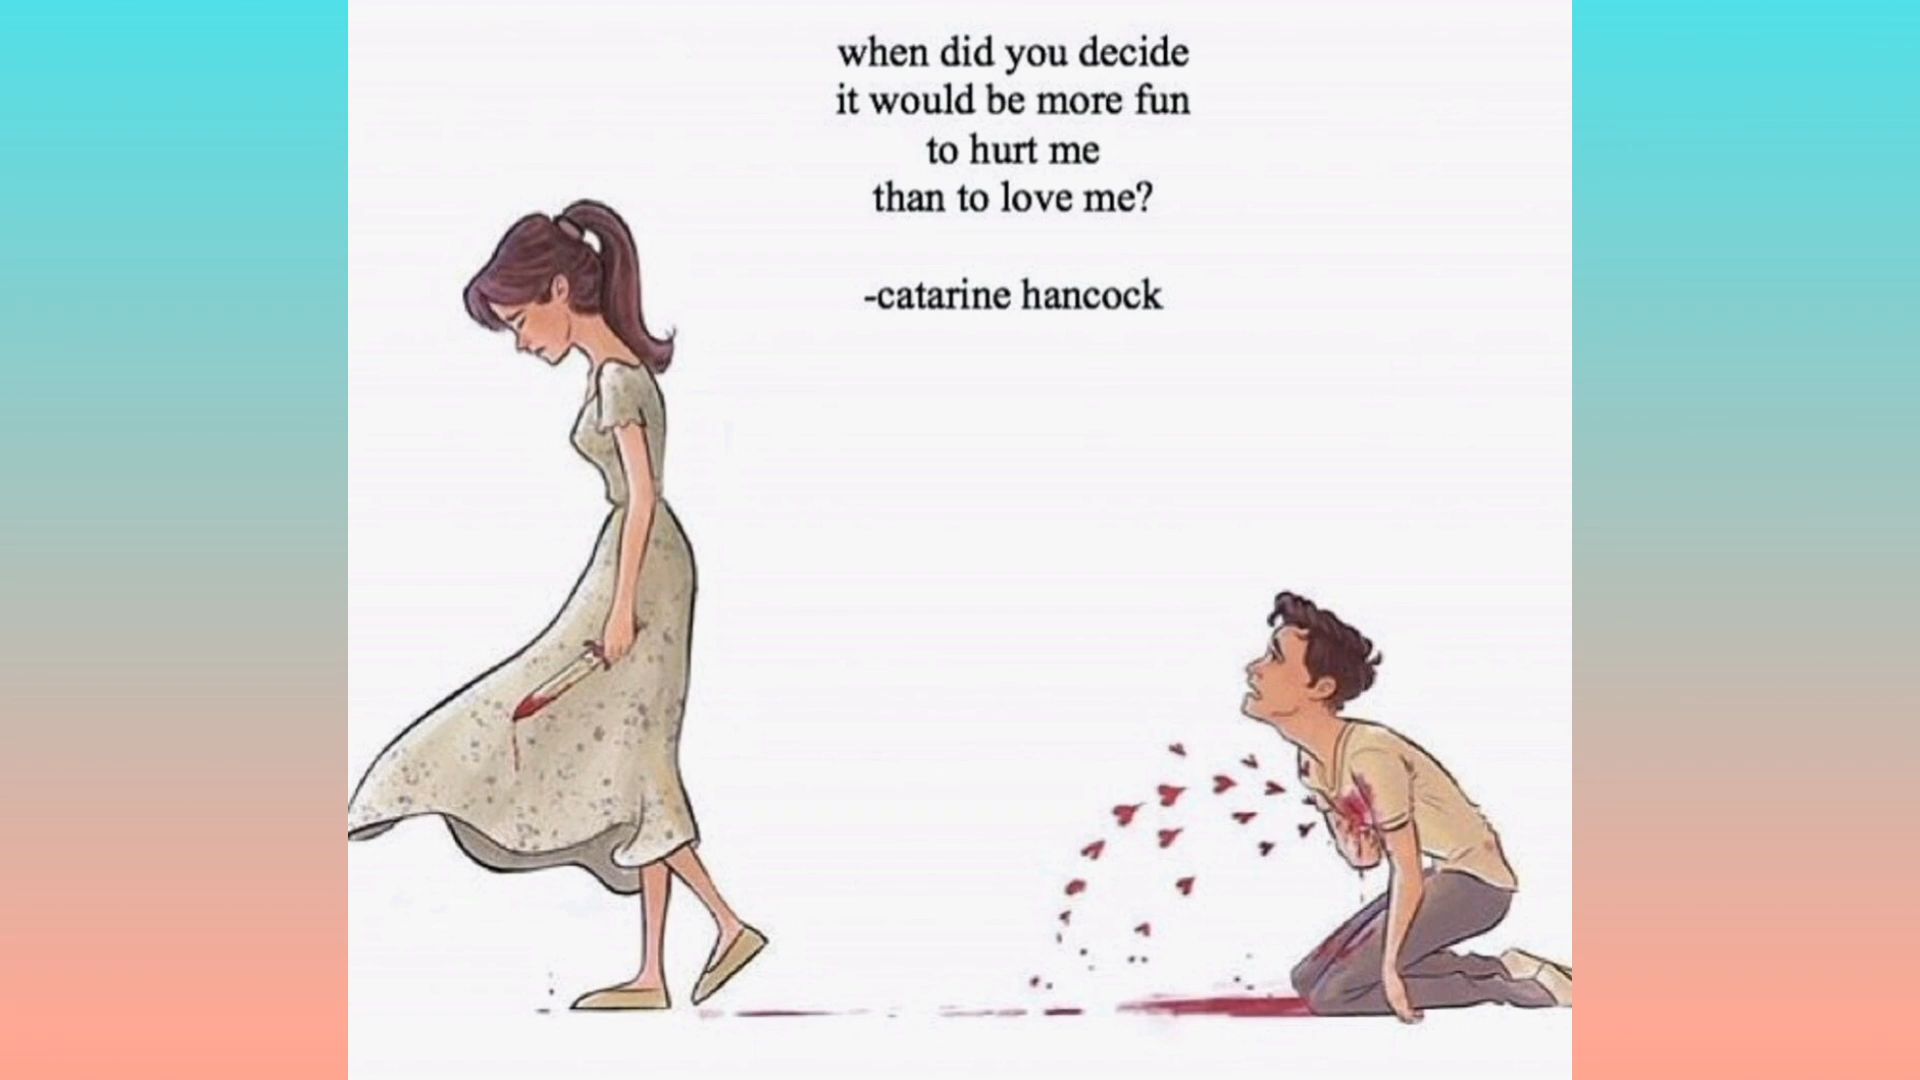 when did you decide
it would be more fun
to hurt me
than to love me?
-catarine hancock